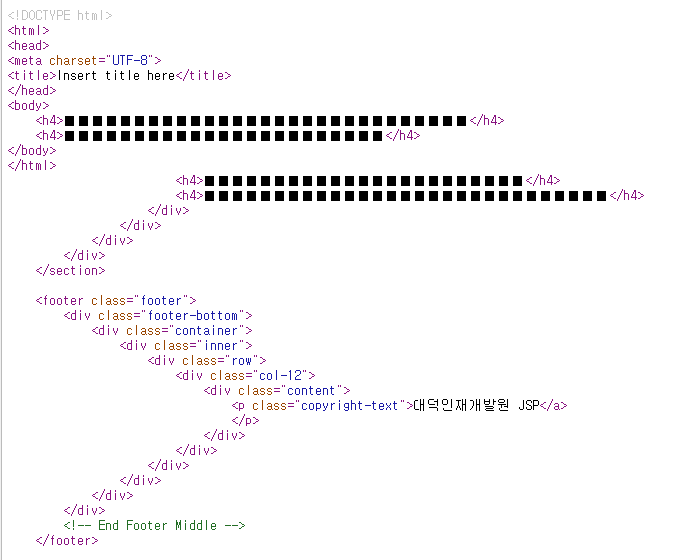 <!DOCTYPE html>
<html>
<head>
<meta charset="UTF-8">
<title>Insert title here</title>
</head>
<body>
    <h4>■■■■■■■■■■■■■■■■■■■■■■■■■■■■■</h4>
    <h4>■■■■■■■■■■■■■■■■■■■■■■■</h4>
</body>
</html>
                        <h4>■■■■■■■■■■■■■■■■■■■■■■■</h4>
                        <h4>■■■■■■■■■■■■■■■■■■■■■■■■■■■■■</h4>
                    </div>
                </div>
            </div>
        </div>
    </section>

    <footer class="footer">
        <div class="footer-bottom">
            <div class="container">
                <div class="inner">
                    <div class="row">
                        <div class="col-12">
                            <div class="content">
                                <p class="copyright-text">대덕인재개발원 JSP</a>
                                </p>
                            </div>
                        </div>
                    </div>
                </div>
            </div>
        </div>
        <!-- End Footer Middle -->
    </footer>